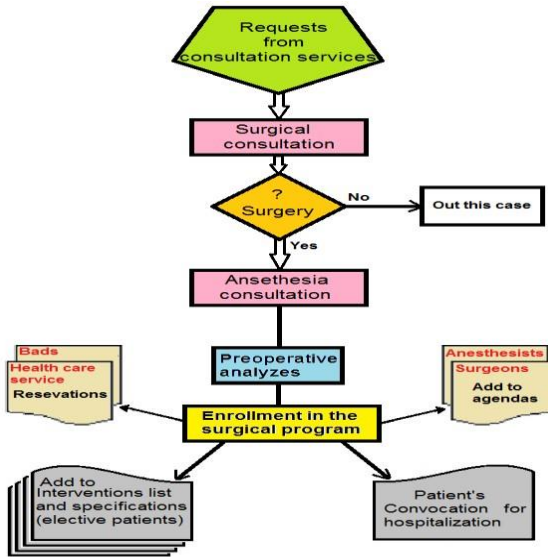 Requests
from
consultation services
Surgical
consultation
?
Surgery
No
Out this case
Yes
Ansethesia
consultation
Preoperative
analyzes
Bads
Health care
service
Resevations
Anesthesists
Surgeons
Add to
agendas
Enrollment in the
surgical program
Add to
Interventions list
and specifications
(elective patients)
Patient's
Convocation for
hospitalization